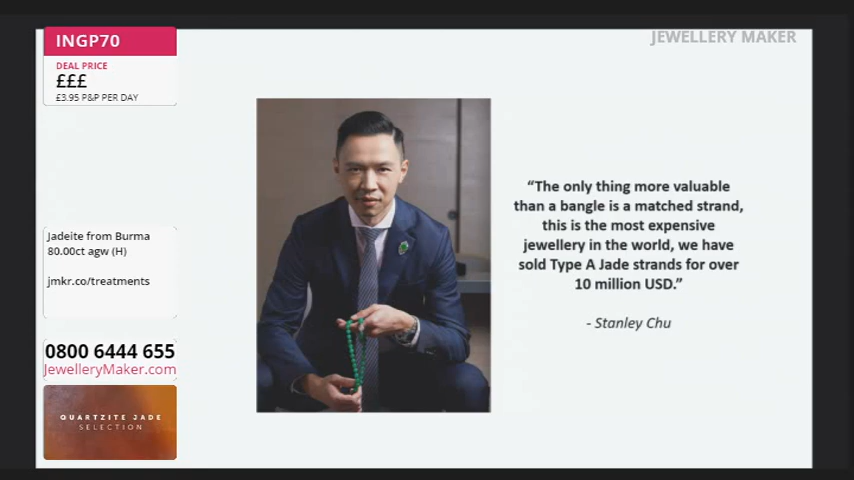 INGP70
DEAL PRICE
£££
£3.95 P&P PER DAY
JEWELLERY MAKER
“The only thing more valuable
than a bangle is a matched strand,
this is the most expensive
jewellery in the world, we have
sold Type A Jade strands for over
10 million USD.”
- Stanley Chu
Jadeite from Burma
80.00ct agw (H)
jmkr.co/treatments
0800 6444 655
JewelleryMaker.com
QUARTZITE JADE
SELECTION